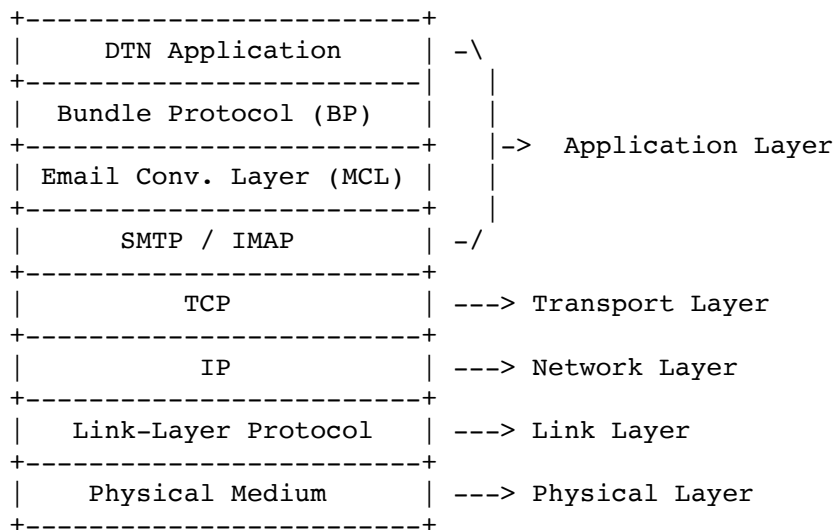 +-------------------------+
|     DTN Application     | -\
+-------------------------|   |
|  Bundle Protocol (BP)   |   |
+-------------------------+   |->  Application Layer
| Email Conv. Layer (MCL) |   |
+-------------------------+   |
|      SMTP / IMAP        | -/
+-------------------------+
|          TCP            | ---> Transport Layer
+-------------------------+
|           IP            | ---> Network Layer
+-------------------------+
|   Link-Layer Protocol   | ---> Link Layer
+-------------------------+
|    Physical Medium      | ---> Physical Layer
+-------------------------+